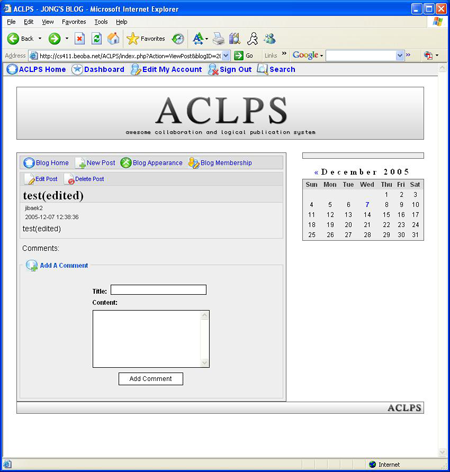 ACLPS - JONG'S BLOG - Microsoft Internet Explorer
File Edit View Favorites Tools Help
Back Search Favorites
Address http://cs411.beoba.net/ACLPS/index.php?Action=ViewPost&blogID=2 Go Links » Google
ACLPS Home Dashboard Edit My Account Sign Out Search
ACLPS
awesome collaboration and logical publication system
Blog Home New Post Blog Appearance Blog Membership
Edit Post Delete Post
test(edited)
jibaek2
2005-12-07 12:38:36
test(edited)
Comments:
Add A Comment
Title:
Content:
Add Comment
« December 2005
Sun Mon Tue Wed Thu Fri Sat
1 2 3
4 5 6 7 8 9 10
11 12 13 14 15 16 17
18 19 20 21 22 23 24
25 26 27 28 29 30 31
ACLPS
Internet